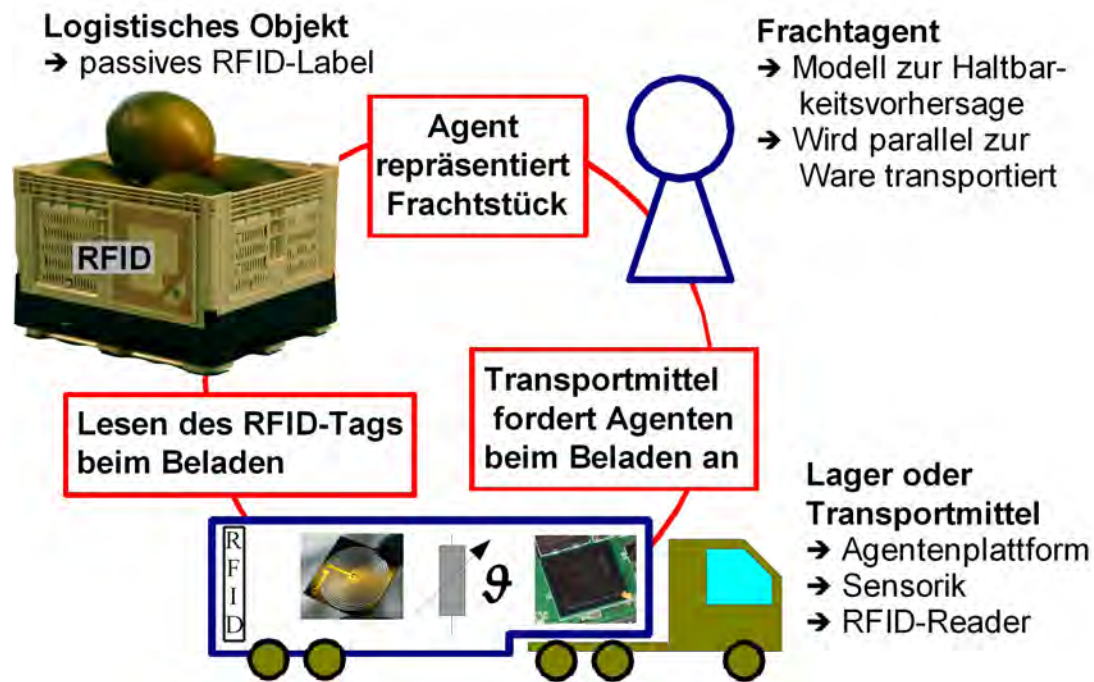 Logistisches Objekt
➔ passives RFID-Label
RFID
Agent
repräsentiert
Frachtstück
Frachtagent
➔ Modell zur Haltbar-
keitsvorhersage
➔ Wird parallel zur
Ware transportiert
Lesen des RFID-Tags
beim Beladen
Transportmittel
fordert Agenten
beim Beladen an
RFID
ϑ
Lager oder
Transportmittel
➔ Agentenplattform
➔ Sensorik
➔ RFID-Reader